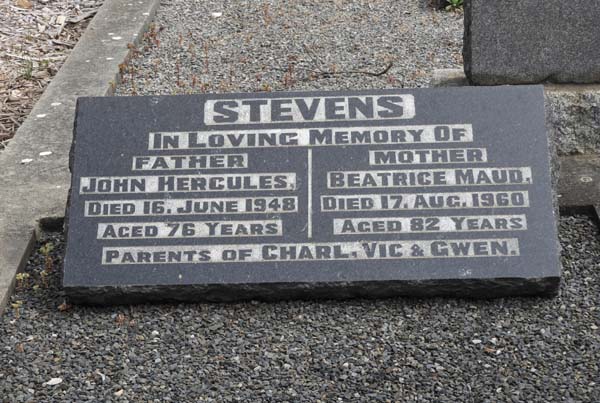 STEVENS
IN LOVING MEMORY OF
FATHER
JOHN HERCULES,
DIED 16. JUNE 1948
AGED 76 YEARS
MOTHER
BEATRICE MAUD.
DIED 17. AUG. 1960
AGED 82 YEARS
PARENTS OF CHARL, VIC & GWEN.